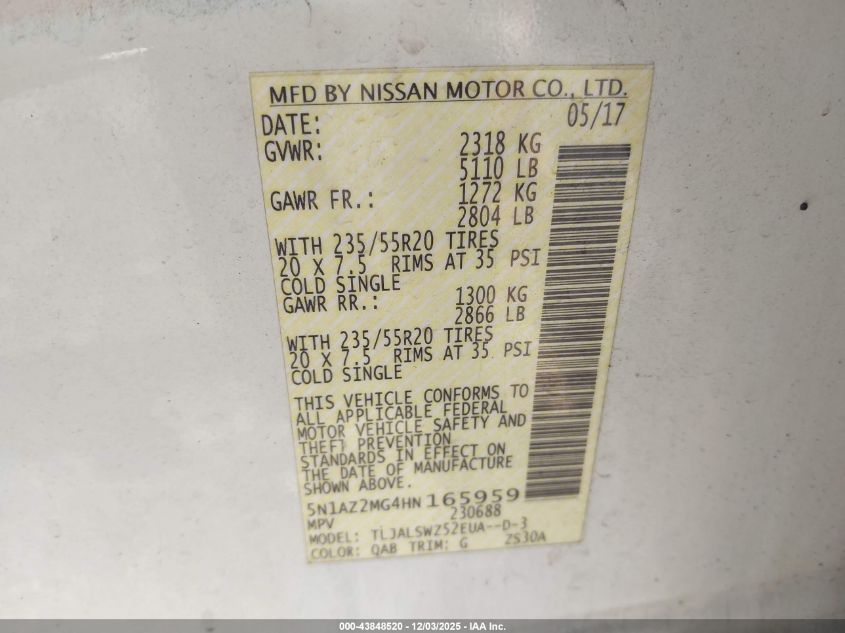 MFD BY NISSAN MOTOR CO., LTD.
DATE: 05/17
GVWR: 2318 KG
5110 LB
GAWR FR.: 1272 KG
2804 LB
WITH 235/55R20 TIRES
20 X 7.5 RIMS AT 35 PSI
COLD SINGLE
GAWR RR.: 1300 KG
2866 LB
WITH 235/55R20 TIRES
20 X 7.5 RIMS AT 35 PSI
COLD SINGLE
THIS VEHICLE CONFORMS TO
ALL APPLICABLE FEDERAL
MOTOR VEHICLE SAFETY AND
THEFT PREVENTION
STANDARDS IN EFFECT ON
THE DATE OF MANUFACTURE
SHOWN ABOVE.
5N1AZ2MG4HN165959
MPV 230688
MODEL: TLJALSWZ52EUA--D-3
COLOR: QAB TRIM: G ZS30A
000-43848520 - 12/03/2025 - IAA Inc.